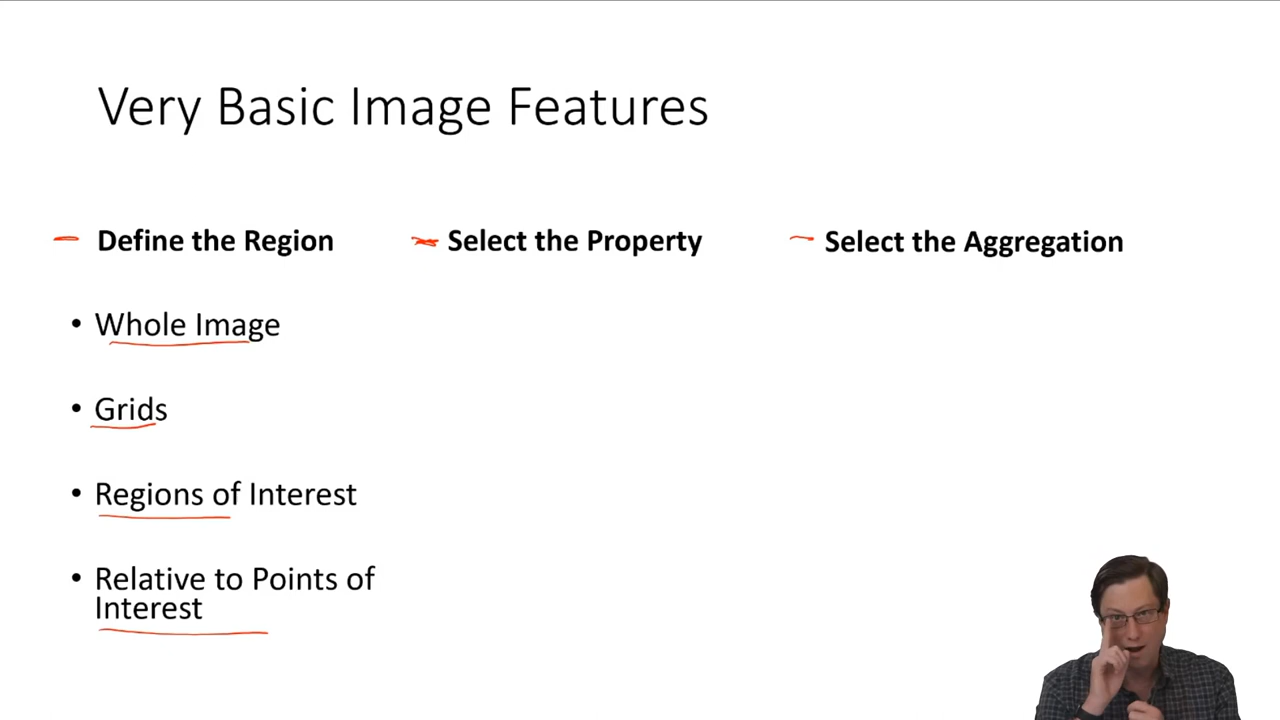 Very Basic Image Features
Define the Region
Select the Property
Select the Aggregation
• Whole Image
• Grids
• Regions of Interest
• Relative to Points of
Interest